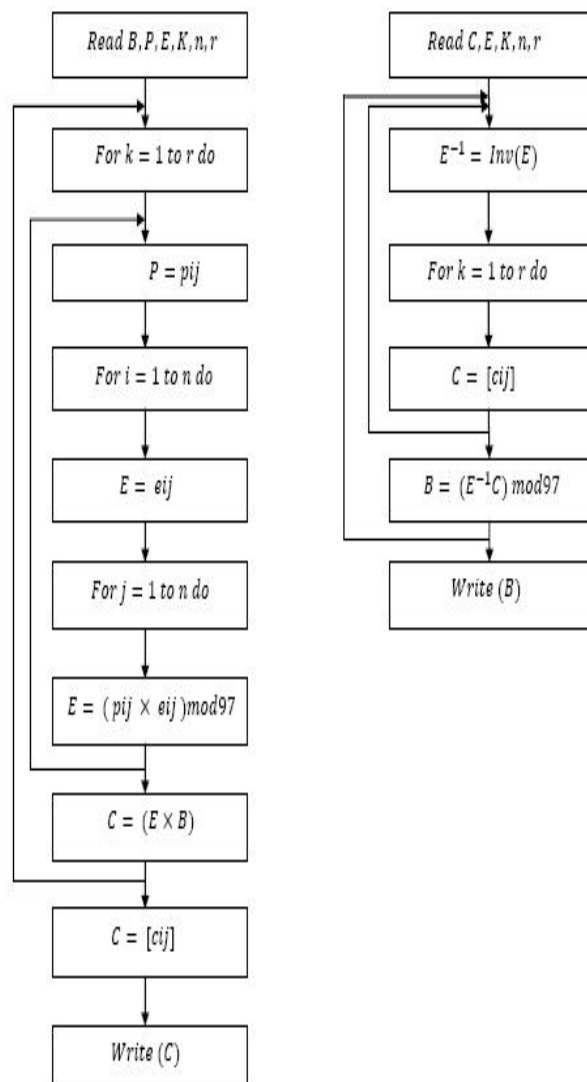 Read B, P, E, K, n, r
For k = 1 to r do
P = pij
For i = 1 to n do
E = eij
For j = 1 to n do
E = ( pij × eij )mod97
C = (E × B)
C = [cij]
Write (C)
Read C, E, K, n, r
E⁻¹ = Inv(E)
For k = 1 to r do
C = [cij]
B = (E⁻¹C) mod97
Write (B)